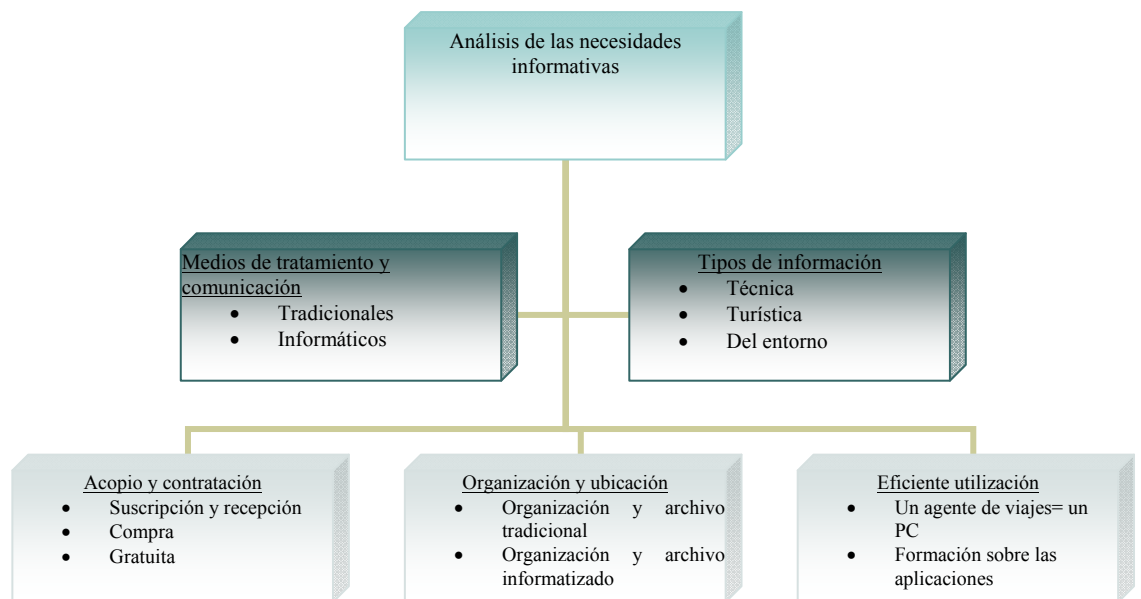 Análisis de las necesidades
informativas
Medios de tratamiento y
comunicación
• Tradicionales
• Informáticos
Tipos de información
• Técnica
• Turística
• Del entorno
Acopio y contratación
• Suscripción y recepción
• Compra
• Gratuita
Organización y ubicación
• Organización y archivo
tradicional
• Organización y archivo
informatizado
Eficiente utilización
• Un agente de viajes= un
PC
• Formación sobre las
aplicaciones